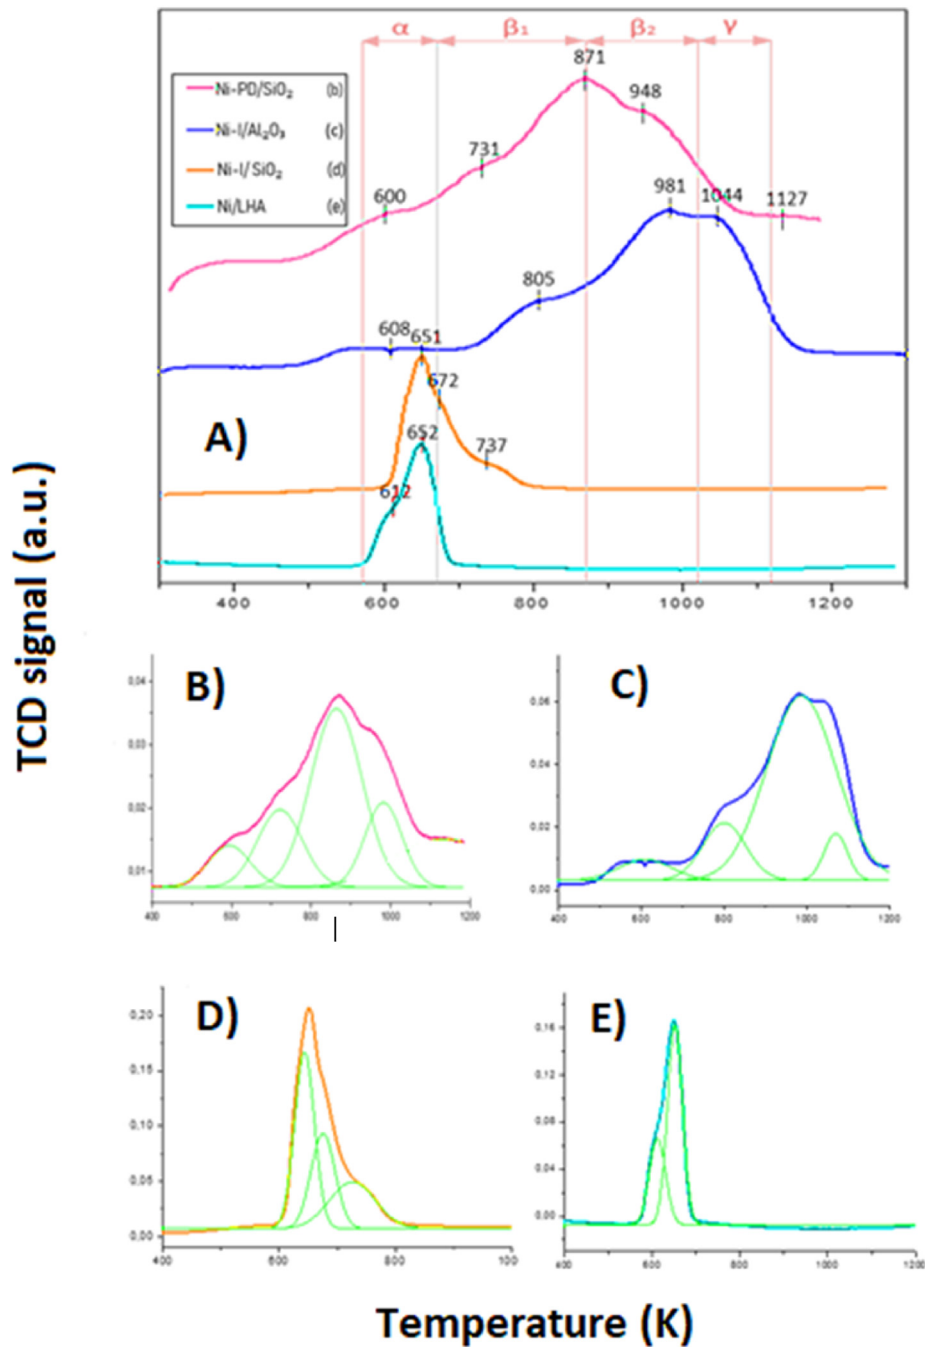 α β₁ β₂ γ
871
Ni-PD/SiO₂ (b)
948
Ni-I/Al₂O₃ (c)
731
Ni-I/SiO₂ (d)
600
981 1044 1127
Ni/LHA (e)
805
608 651
672
A)
652
737
612
400 600 800 1000 1200
TCD signal (a.u.)
B)
0,04
0,03
0,02
0,01
400 600 800 1000 1200
C)
0,06
0,04
0,02
0,00
400 600 800 1000 1200
D)
0,20
0,15
0,10
0,05
0,00
400 600 800 100
E)
0,16
0,12
0,08
0,04
0,00
400 600 800 1000 1200
Temperature (K)